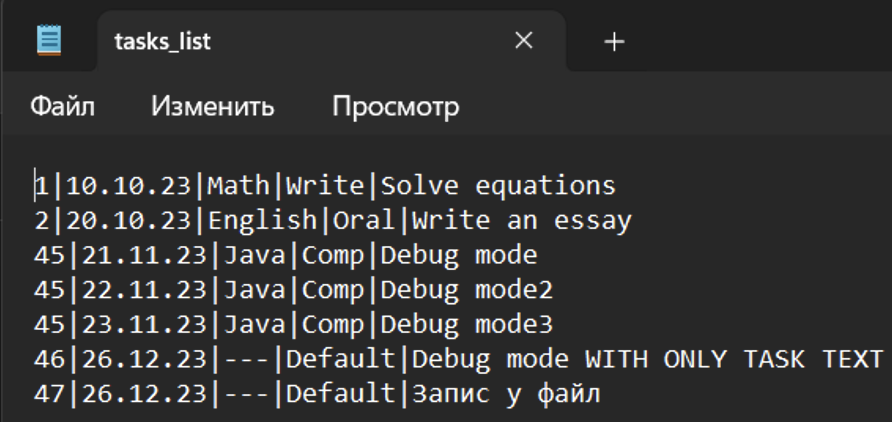 tasks_list
Файл Изменить Просмотр
1|10.10.23|Math|Write|Solve equations
2|20.10.23|English|Oral|Write an essay
45|21.11.23|Java|Comp|Debug mode
45|22.11.23|Java|Comp|Debug mode2
45|23.11.23|Java|Comp|Debug mode3
46|26.12.23|---|Default|Debug mode WITH ONLY TASK TEXT
47|26.12.23|---|Default|Запис у файл